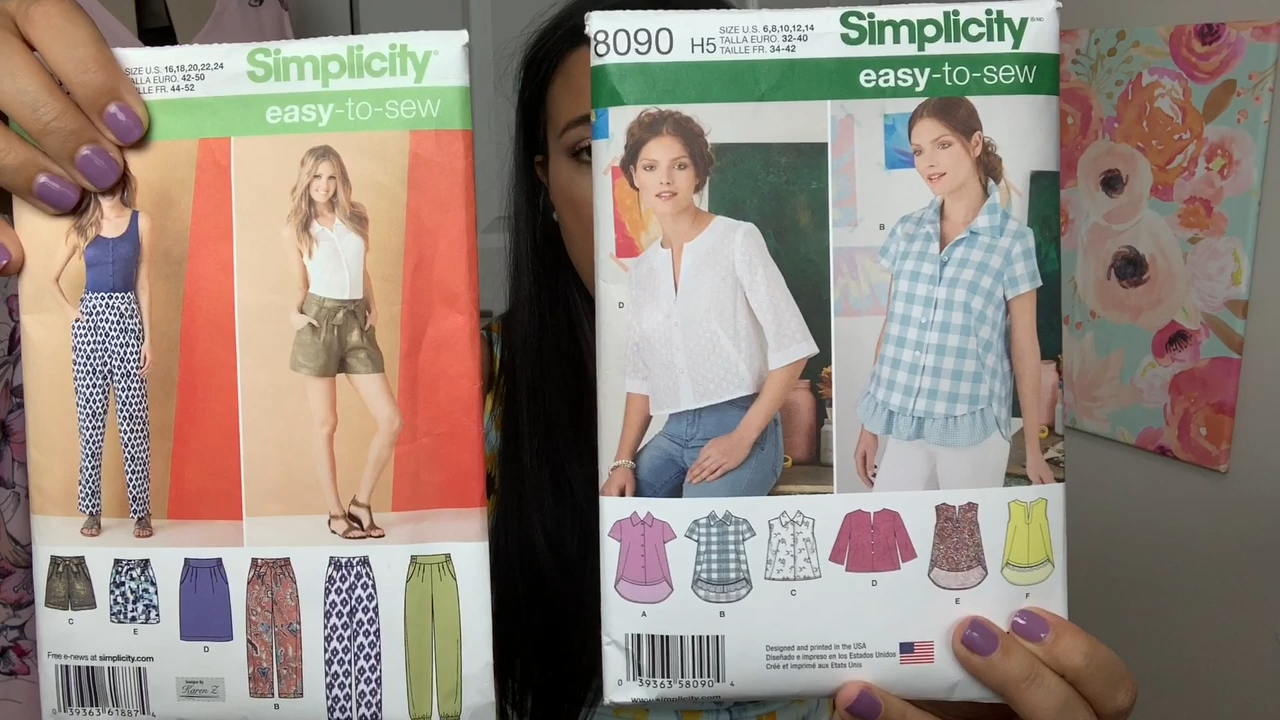 SIZE U.S. 16,18,20,22,24
TALLA EURO. 42-50
TAILLE FR. 44-52
Simplicity
easy-to-sew
C
E
D
B
Free e-news at simplicity.com
Designs By
Karen Z
0 39363 61887 4
8090 H5
SIZE U.S. 6,8,10,12,14
TALLA EURO. 32-40
TAILLE FR. 34-42
Simplicity
easy-to-sew
D
B
A
B
C
D
E
F
Designed and printed in the USA
Diseñado e impreso en los Estados Unidos
Créé et imprimé aux Etats Unis
0 39363 58090 4
www.simplicity.com